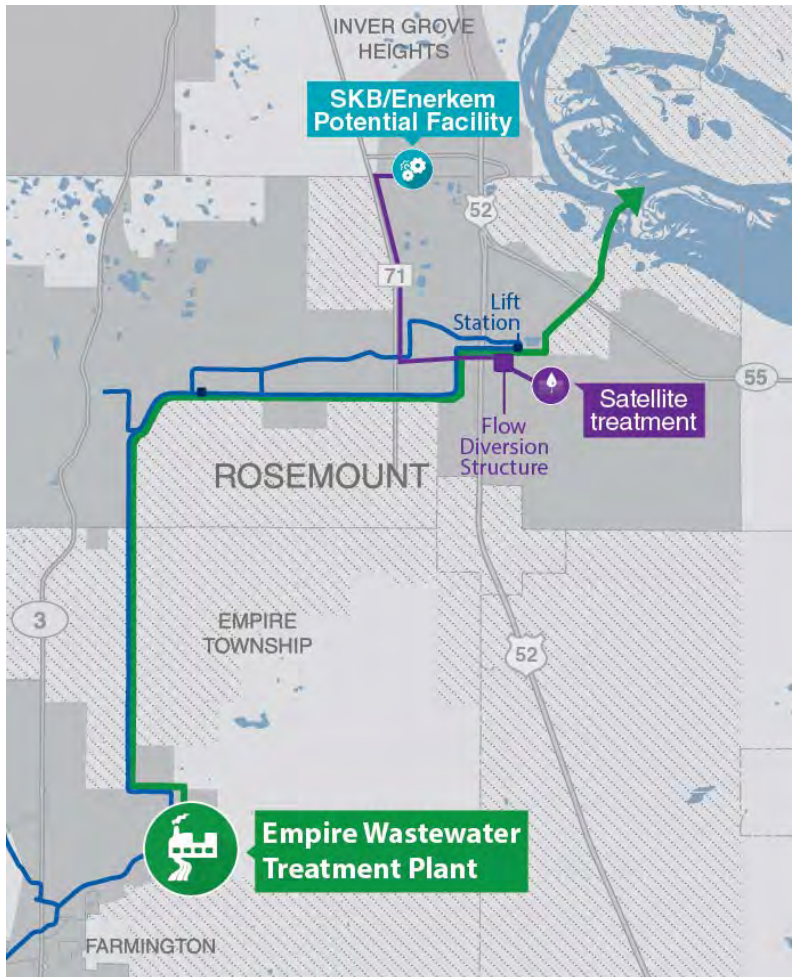 INVER GROVE
HEIGHTS
SKB/Enerkem
Potential Facility
52
71
Lift
Station
55
Satellite
treatment
Flow
Diversion
Structure
ROSEMOUNT
3
EMPIRE
TOWNSHIP
52
Empire Wastewater
Treatment Plant
FARMINGTON